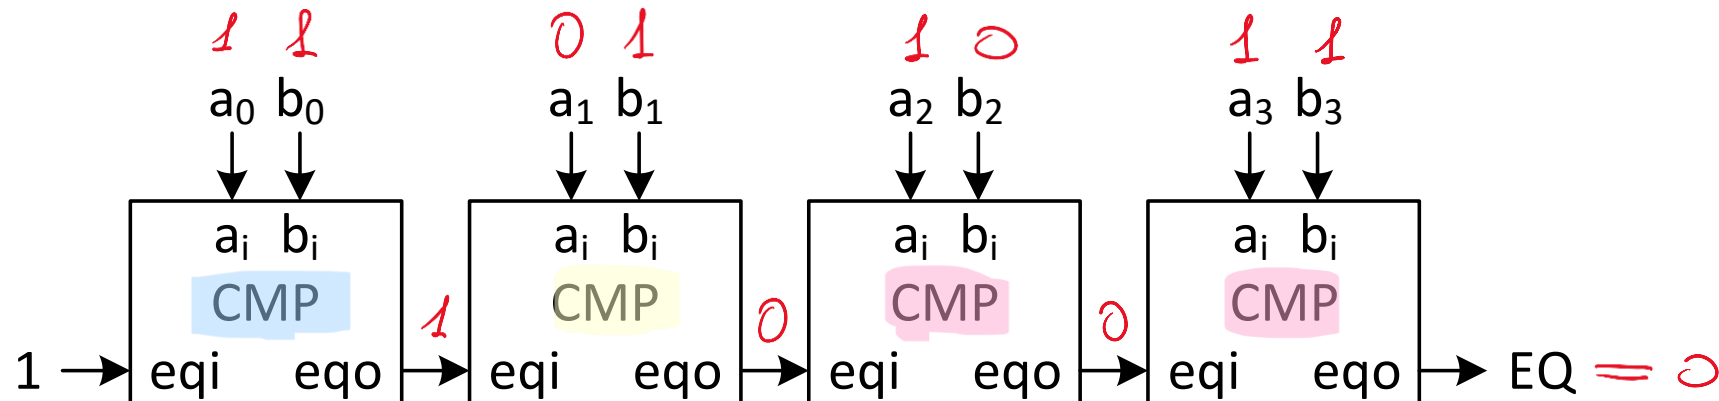 1 1 0 1 1 0 1 1
a₀ b₀ a₁ b₁ a₂ b₂ a₃ b₃
aᵢ bᵢ aᵢ bᵢ aᵢ bᵢ aᵢ bᵢ
CMP CMP CMP CMP
1 0 0
1 eqi eqo eqi eqo eqi eqo eqi eqo EQ = 0